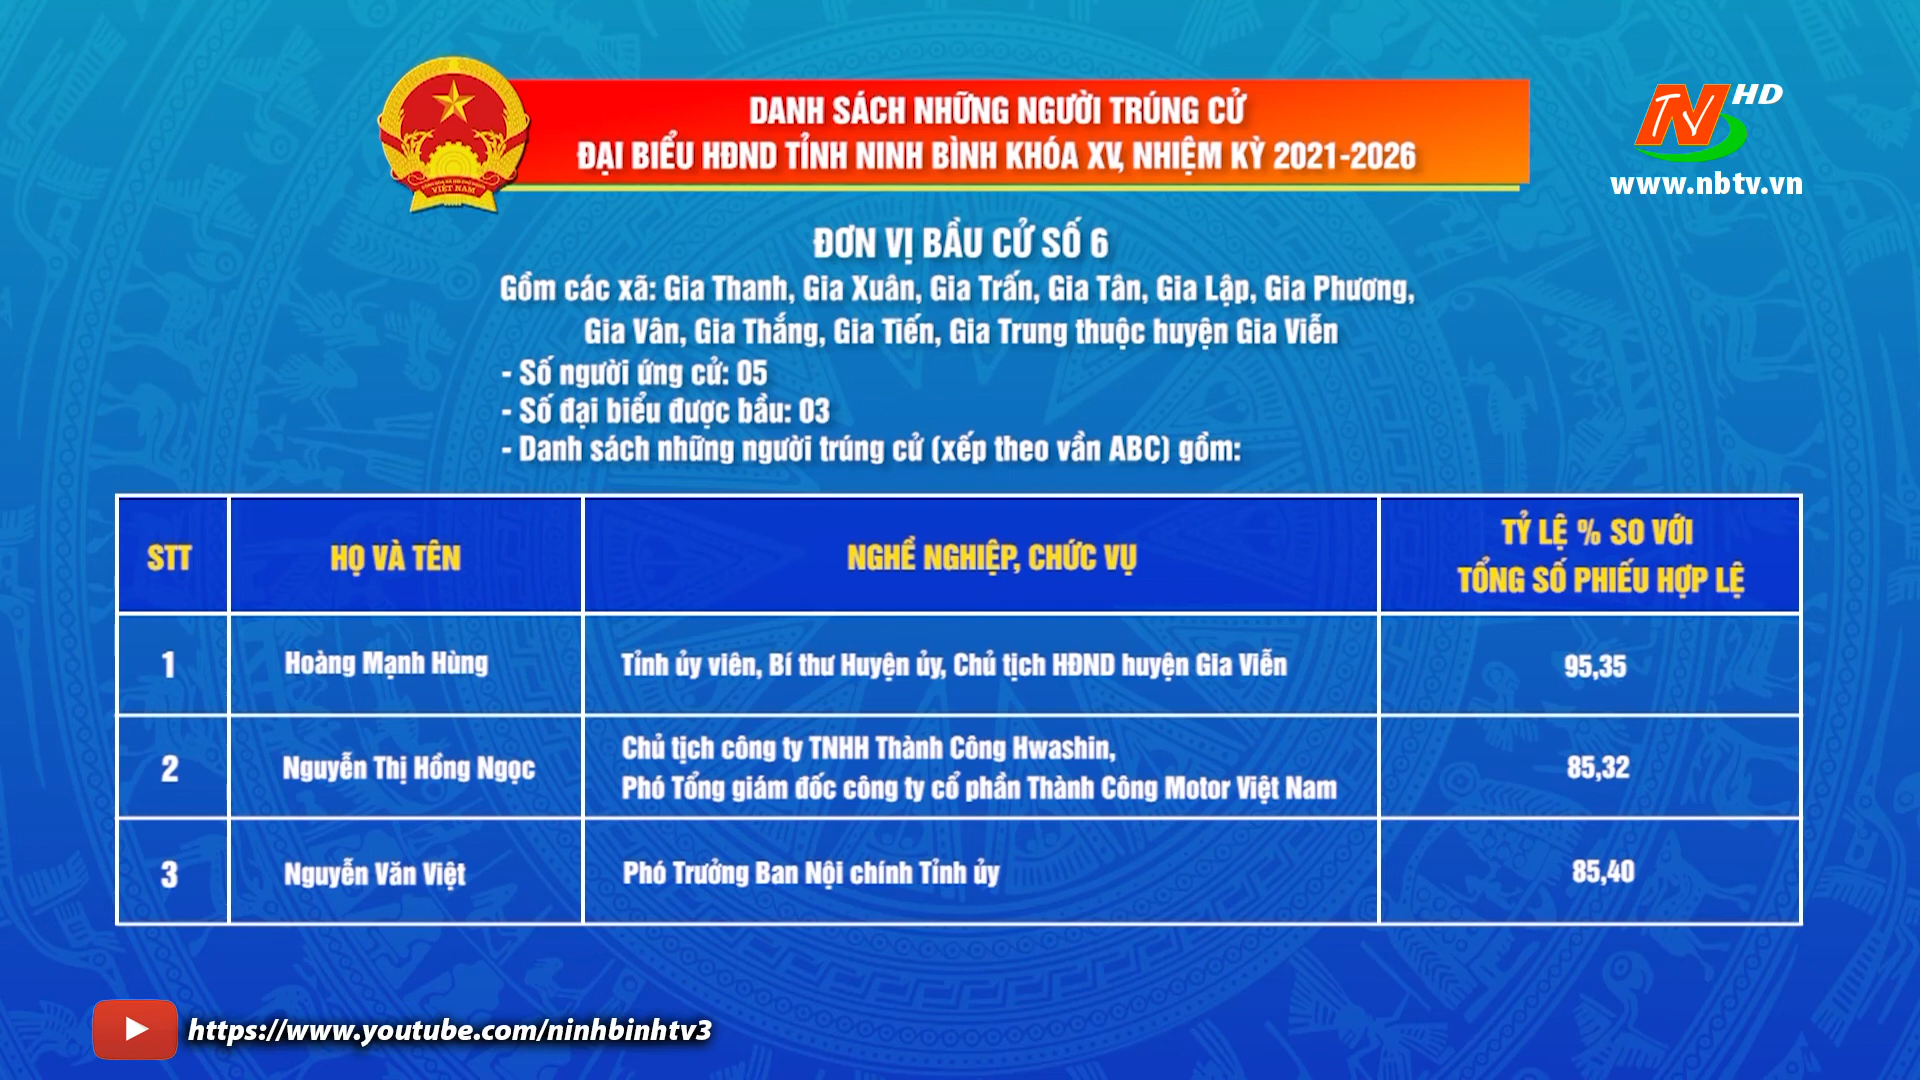 DANH SÁCH NHỮNG NGƯỜI TRÚNG CỬ
ĐẠI BIỂU HĐND TỈNH NINH BÌNH KHÓA XV, NHIỆM KỲ 2021-2026
VIỆT NAM
NTV HD
www.nbtv.vn
ĐƠN VỊ BẦU CỬ SỐ 6
Gồm các xã: Gia Thanh, Gia Xuân, Gia Trấn, Gia Tân, Gia Lập, Gia Phương,
Gia Vân, Gia Thắng, Gia Tiến, Gia Trung thuộc huyện Gia Viễn
- Số người ứng cử: 05
- Số đại biểu được bầu: 03
- Danh sách những người trúng cử (xếp theo vần ABC) gồm:
STT HỌ VÀ TÊN NGHỀ NGHIỆP, CHỨC VỤ TỶ LỆ % SO VỚI
TỔNG SỐ PHIẾU HỢP LỆ
1 Hoàng Mạnh Hùng Tỉnh ủy viên, Bí thư Huyện ủy, Chủ tịch HĐND huyện Gia Viễn 95,35
2 Nguyễn Thị Hồng Ngọc Chủ tịch công ty TNHH Thành Công Hwashin,
Phó Tổng giám đốc công ty cổ phần Thành Công Motor Việt Nam 85,32
3 Nguyễn Văn Việt Phó Trưởng Ban Nội chính Tỉnh ủy 85,40
https://www.youtube.com/ninhbinhtv3